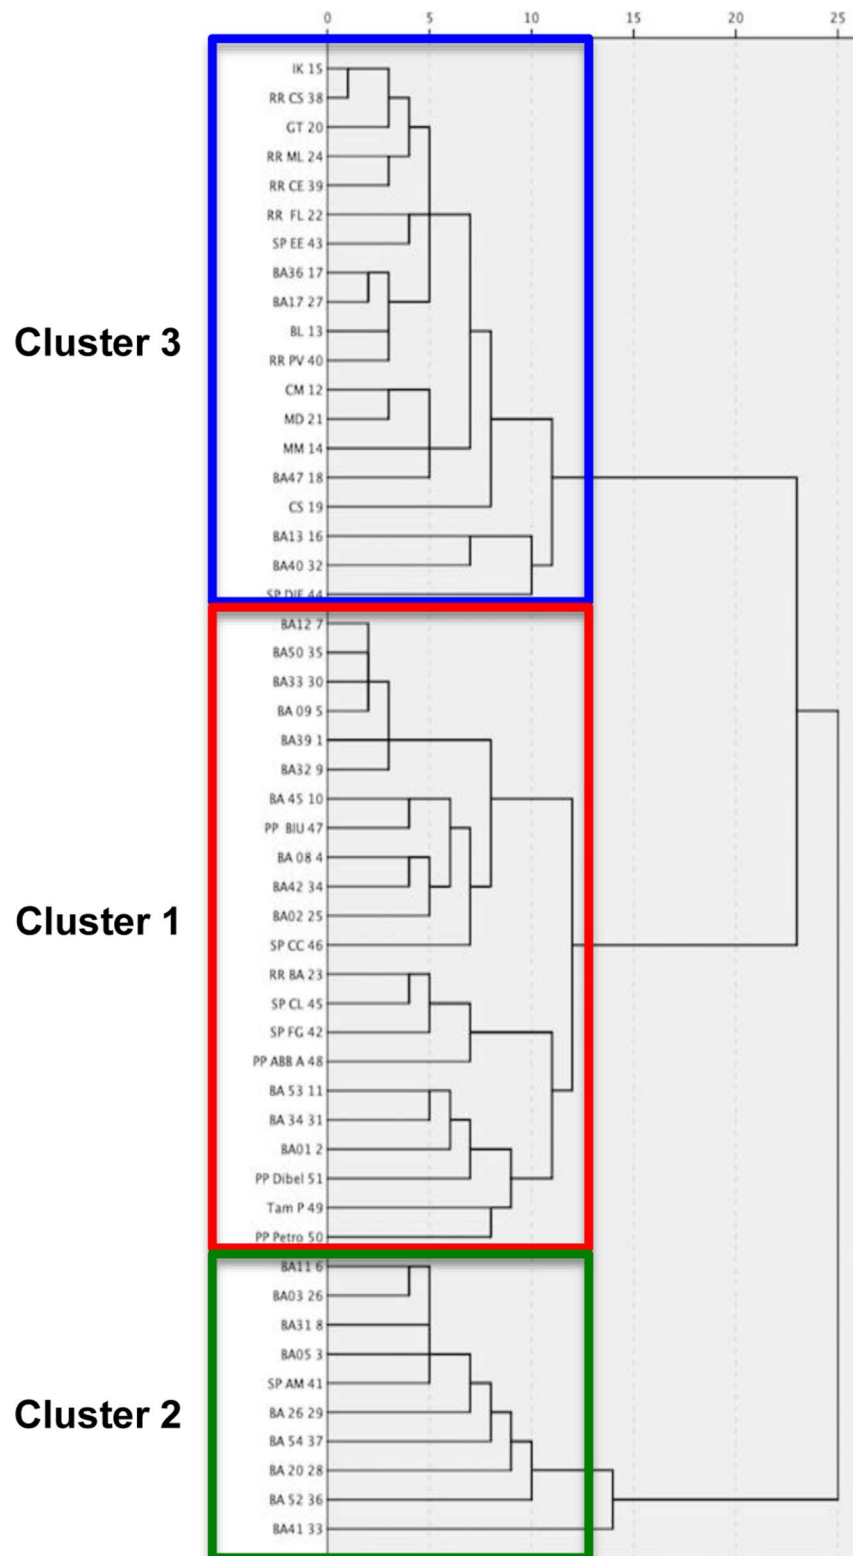 0 5 10 15 20 25
IK 15
RR CS 38
GT 20
RR ML 24
RR CE 39
RR FL 22
SP EE 43
BA36 17
BA17 27
BL 13
RR PV 40
Cluster 3
CM 12
MD 21
MM 14
BA47 18
CS 19
BA13 16
BA40 32
SP DIF 44
BA12 7
BA50 35
BA33 30
BA 09 5
BA39 1
BA32 9
BA 45 10
PP BIU 47
BA 08 4
BA42 34
BA02 25
Cluster 1
SP CC 46
RR BA 23
SP CL 45
SP FG 42
PP ABB A 48
BA 53 11
BA 34 31
BA01 2
PP Dibel 51
Tam P 49
PP Petro 50
BA11 6
BA03 26
BA31 8
BA05 3
SP AM 41
BA 26 29
Cluster 2
BA 54 37
BA 20 28
BA 52 36
BA41 33